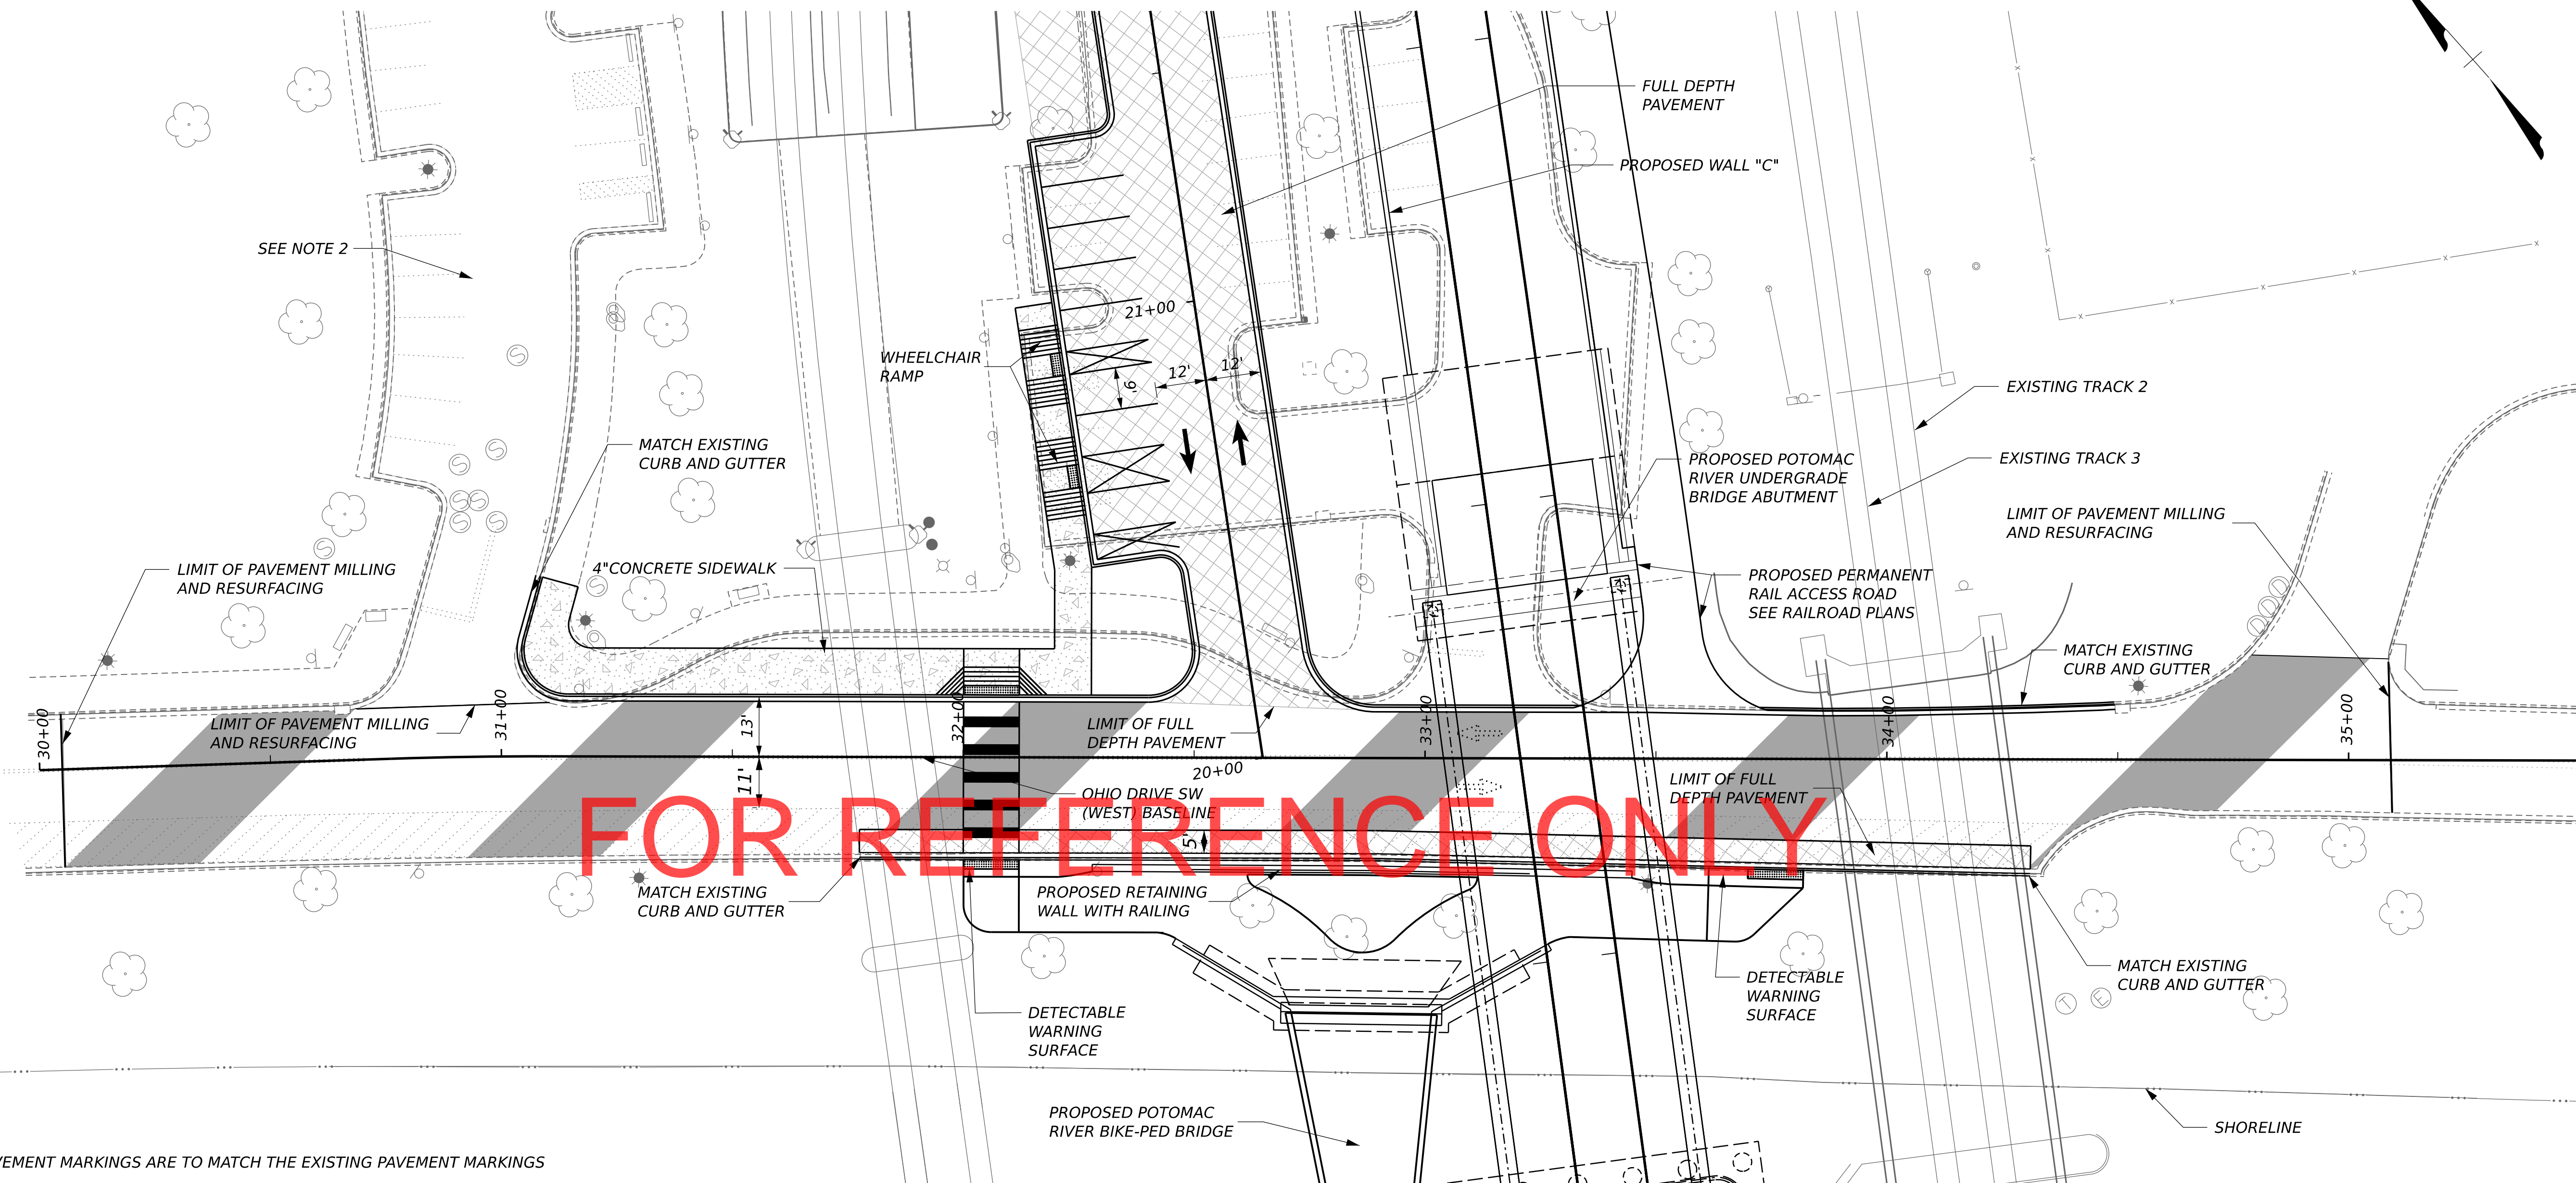 FULL DEPTH
PAVEMENT
PROPOSED WALL "C"
SEE NOTE 2
21+00
WHEELCHAIR
RAMP
12'
12'
9'
EXISTING TRACK 2
MATCH EXISTING
CURB AND GUTTER
PROPOSED POTOMAC
RIVER UNDERGRADE
BRIDGE ABUTMENT
EXISTING TRACK 3
LIMIT OF PAVEMENT MILLING
AND RESURFACING
S
S
S
S
S
S
S
S
S
LIMIT OF PAVEMENT MILLING
AND RESURFACING
4"CONCRETE SIDEWALK
PROPOSED PERMANENT
RAIL ACCESS ROAD
SEE RAILROAD PLANS
D
D
D
MATCH EXISTING
CURB AND GUTTER
30+00
31+00
32+00
33+00
34+00
35+00
LIMIT OF PAVEMENT MILLING
AND RESURFACING
13'
LIMIT OF FULL
DEPTH PAVEMENT
11'
20+00
OHIO DRIVE SW
(WEST) BASELINE
LIMIT OF FULL
DEPTH PAVEMENT
FOR REFERENCE ONLY
5'
MATCH EXISTING
CURB AND GUTTER
PROPOSED RETAINING
WALL WITH RAILING
DETECTABLE
WARNING
SURFACE
DETECTABLE
WARNING
SURFACE
MATCH EXISTING
CURB AND GUTTER
T
E
PROPOSED POTOMAC
RIVER BIKE-PED BRIDGE
SHORELINE
VEMENT MARKINGS ARE TO MATCH THE EXISTING PAVEMENT MARKINGS